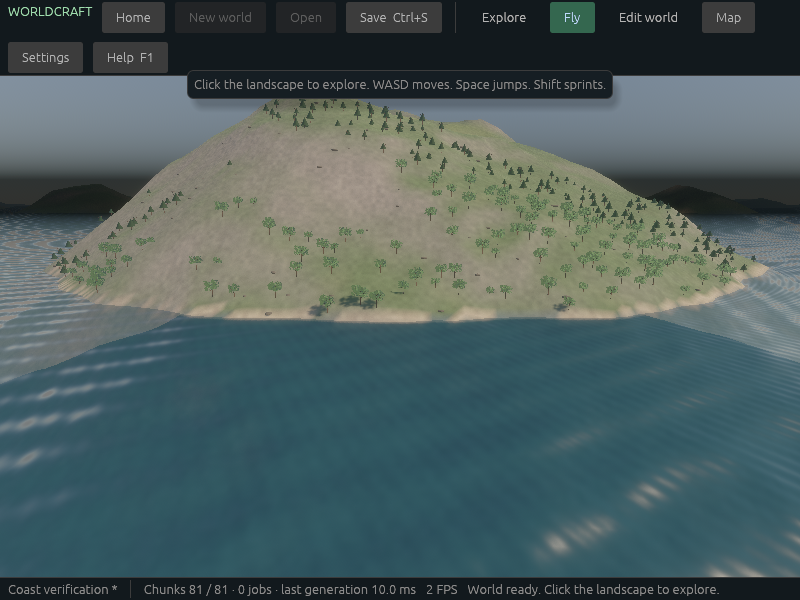 WORLDCRAFT Home New world Open Save Ctrl+S Explore Fly Edit world Map
Settings Help F1
Click the landscape to explore. WASD moves. Space jumps. Shift sprints.
Coast verification * Chunks 81 / 81 · 0 jobs · last generation 10.0 ms 2 FPS World ready. Click the landscape to explore.